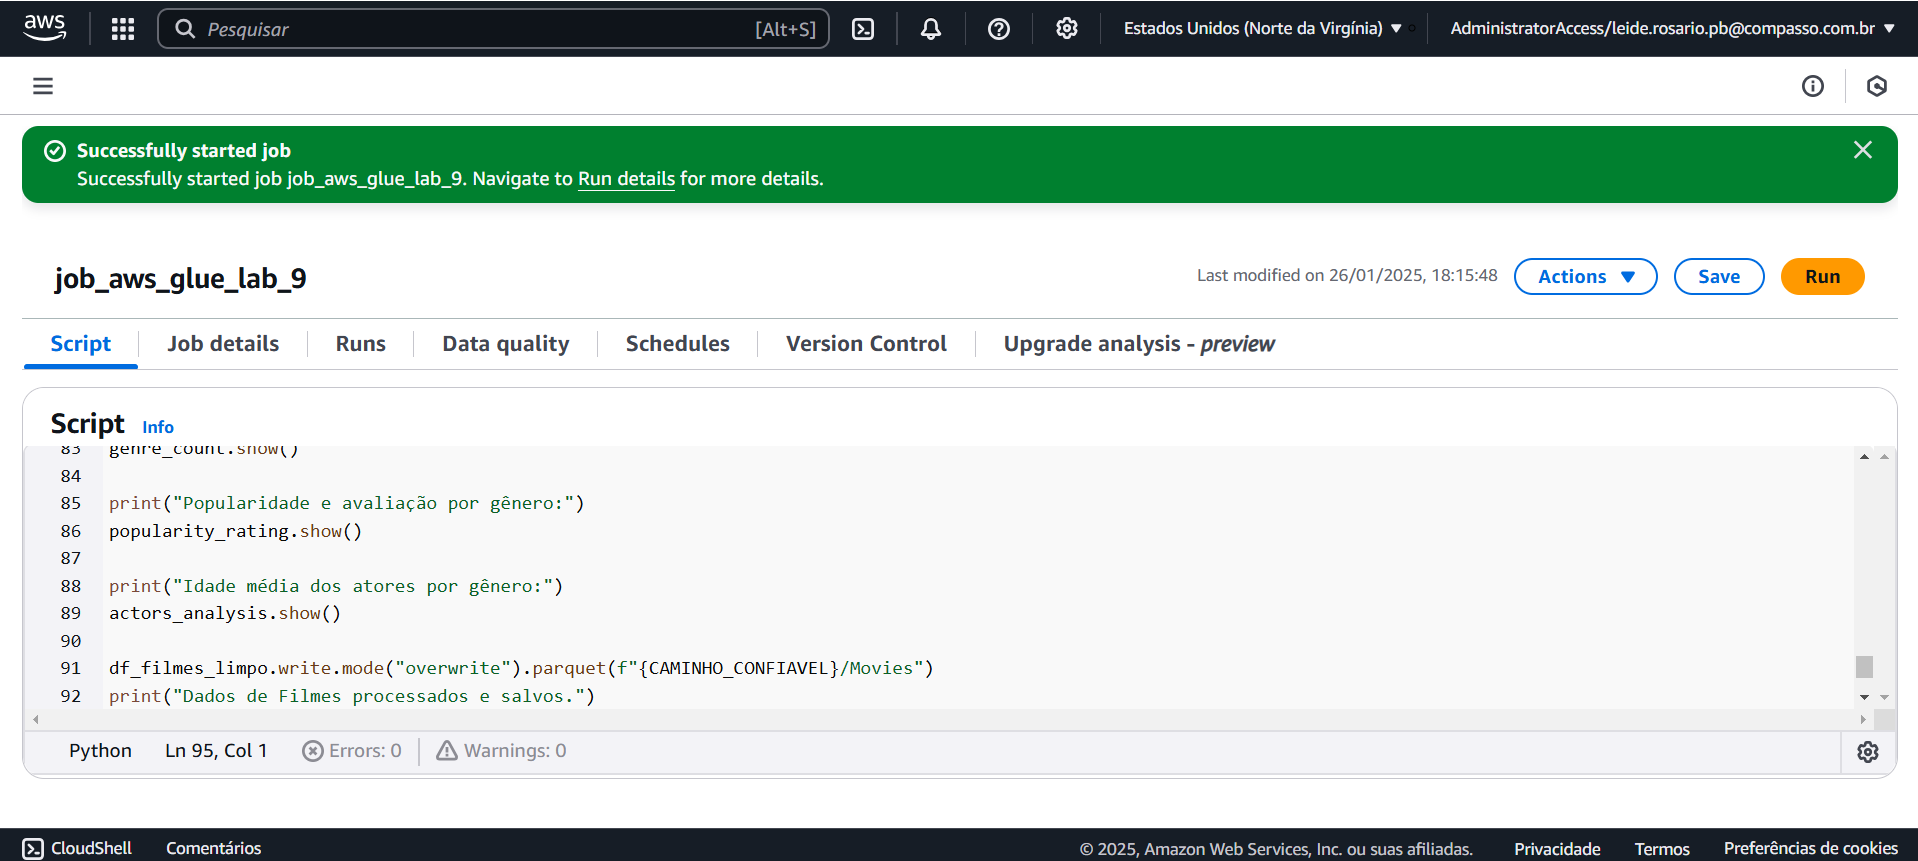 aws
Pesquisar [Alt+S] Estados Unidos (Norte da Virgínia) ▼ AdministratorAccess/leide.rosario.pb@compasso.com.br ▼
Successfully started job
Successfully started job job_aws_glue_lab_9. Navigate to Run details for more details.
job_aws_glue_lab_9
Last modified on 26/01/2025, 18:15:48 Actions ▼ Save Run
Script Job details Runs Data quality Schedules Version Control Upgrade analysis - preview
Script Info
83 genre_count.show()
84
85 print("Popularidade e avaliação por gênero:")
86 popularity_rating.show()
87
88 print("Idade média dos atores por gênero:")
89 actors_analysis.show()
90
91 df_filmes_limpo.write.mode("overwrite").parquet(f"{CAMINHO_CONFIAVEL}/Movies")
92 print("Dados de Filmes processados e salvos.")
Python Ln 95, Col 1 Errors: 0 Warnings: 0
CloudShell Comentários © 2025, Amazon Web Services, Inc. ou suas afiliadas. Privacidade Termos Preferências de cookies